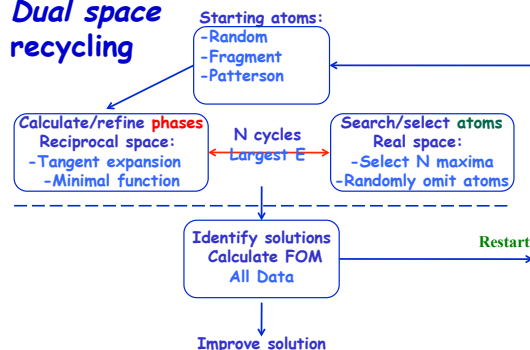 Dual space
recycling
Starting atoms:
-Random
-Fragment
-Patterson
Calculate/refine phases
Reciprocal space:
-Tangent expansion
-Minimal function
N cycles
Largest E
Search/select atoms
Real space:
-Select N maxima
-Randomly omit atoms
Identify solutions
Calculate FOM
All Data
Restart
Improve solution